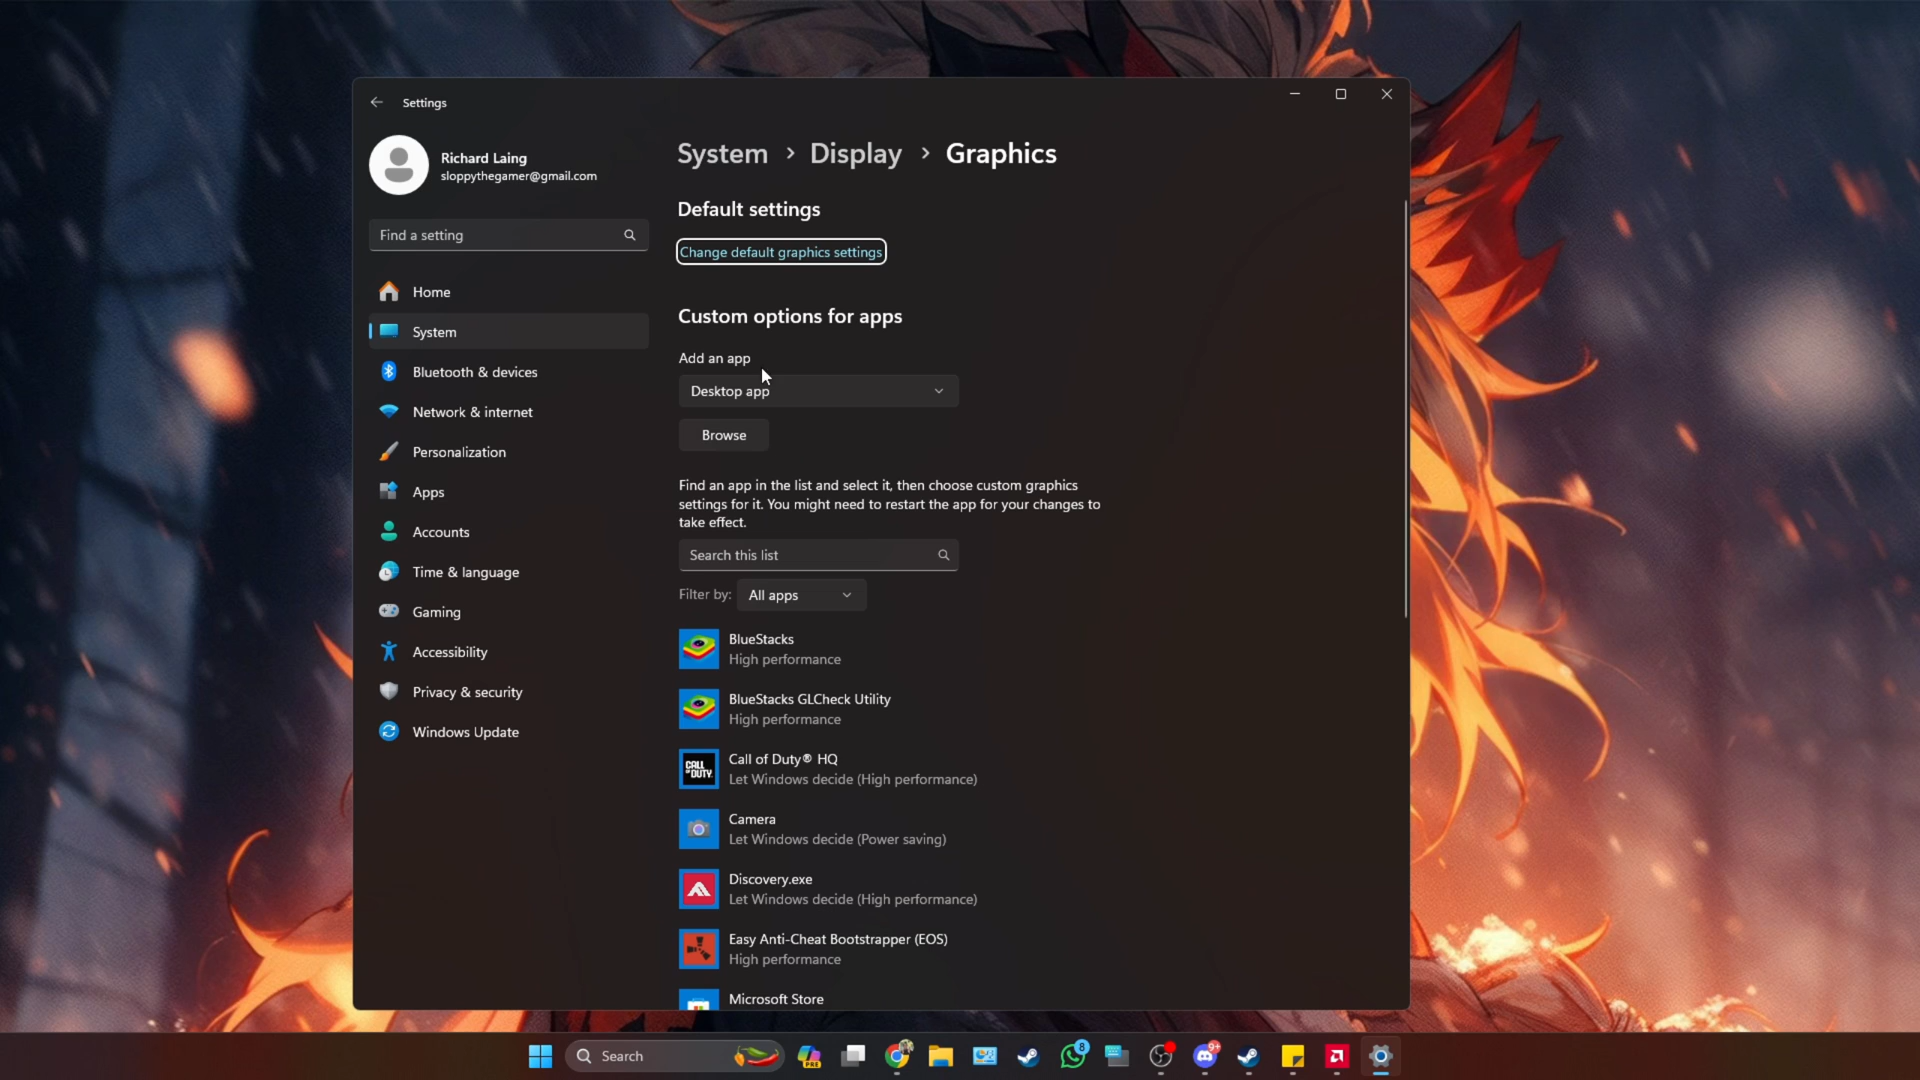 Settings
Richard Laing
sloppythegamer@gmail.com
Find a setting
Home
System
Bluetooth & devices
Network & internet
Personalization
Apps
Accounts
Time & language
Gaming
Accessibility
Privacy & security
Windows Update
System > Display > Graphics
Default settings
Change default graphics settings
Custom options for apps
Add an app
Desktop app
Browse
Find an app in the list and select it, then choose custom graphics
settings for it. You might need to restart the app for your changes to
take effect.
Search this list
Filter by: All apps
BlueStacks
High performance
BlueStacks GLCheck Utility
High performance
CALL OF DUTY
Call of Duty® HQ
Let Windows decide (High performance)
Camera
Let Windows decide (Power saving)
Discovery.exe
Let Windows decide (High performance)
Easy Anti-Cheat Bootstrapper (EOS)
High performance
Microsoft Store
Search
PRE
8
9+